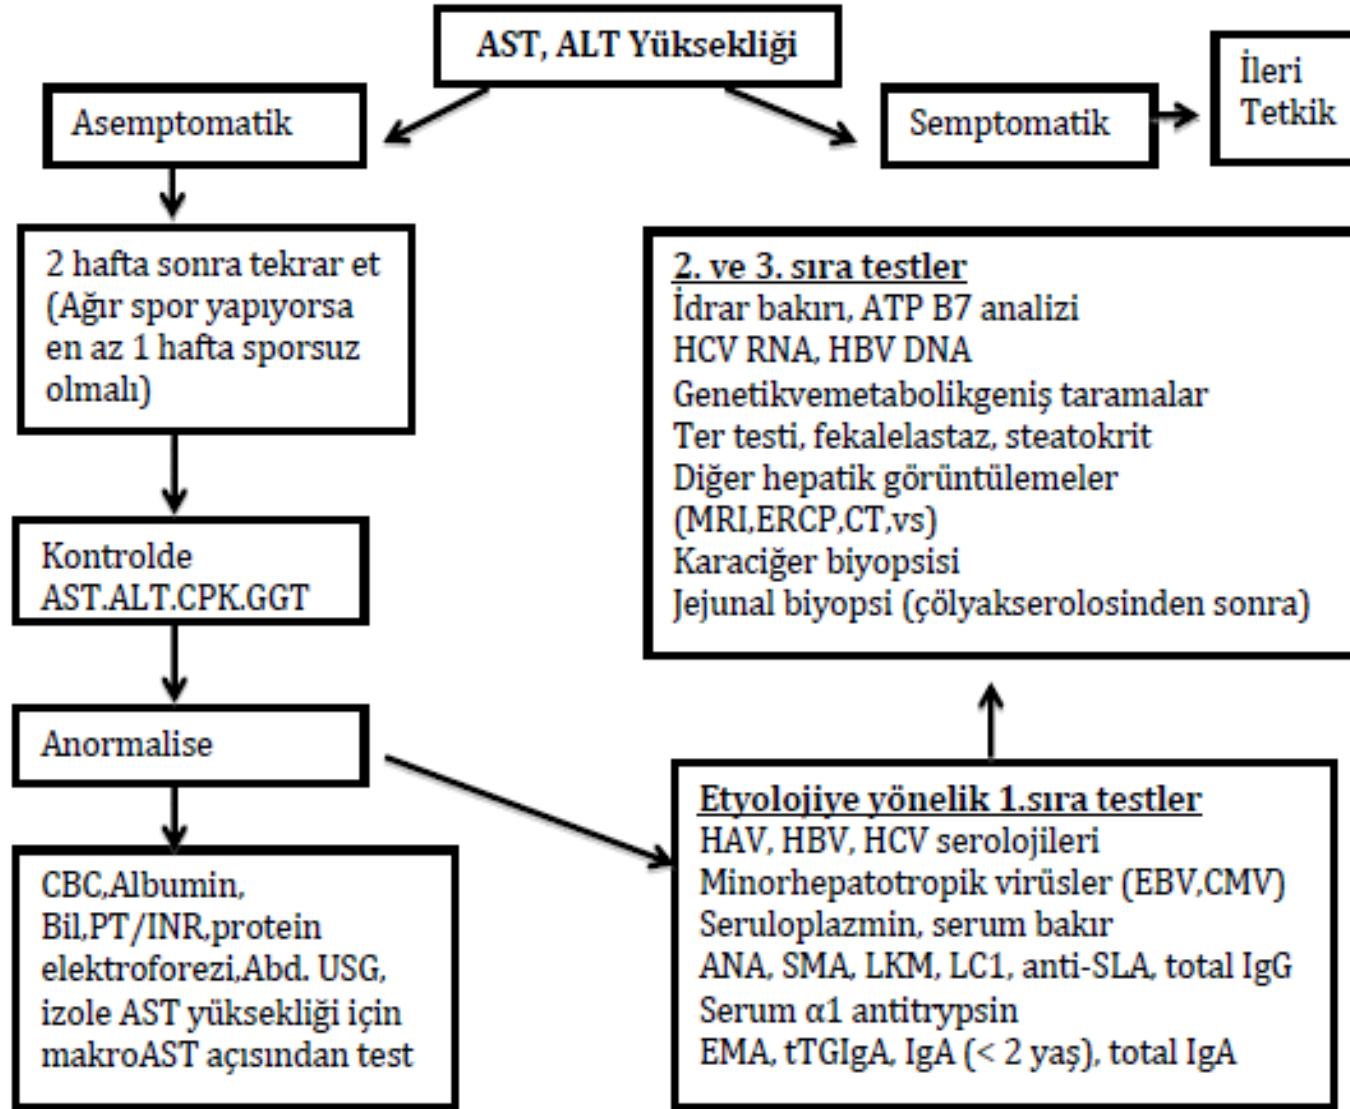 AST, ALT Yüksekliği
Asemptomatik
Semptomatik
İleri
Tetkik
2 hafta sonra tekrar et
(Ağır spor yapıyorsa
en az 1 hafta sporsuz
olmalı)
Kontrolde
AST.ALT.CPK.GGT
Anormalise
CBC,Albumin,
Bil,PT/INR,protein
elektroforezi,Abd. USG,
izole AST yüksekliği için
makroAST açısından test
Etyolojiye yönelik 1.sıra testler
HAV, HBV, HCV serolojileri
Minorhepatotropik virüsler (EBV,CMV)
Seruloplazmin, serum bakır
ANA, SMA, LKM, LC1, anti-SLA, total IgG
Serum α1 antitrypsin
EMA, tTGIgA, IgA (< 2 yaş), total IgA
2. ve 3. sıra testler
İdrar bakırı, ATP B7 analizi
HCV RNA, HBV DNA
Genetikvemetabolikgeniş taramalar
Ter testi, fekalelastaz, steatokrit
Diğer hepatik görüntülemeler
(MRI,ERCP,CT,vs)
Karaciğer biyopsisi
Jejunal biyopsi (çölyakserolosinden sonra)